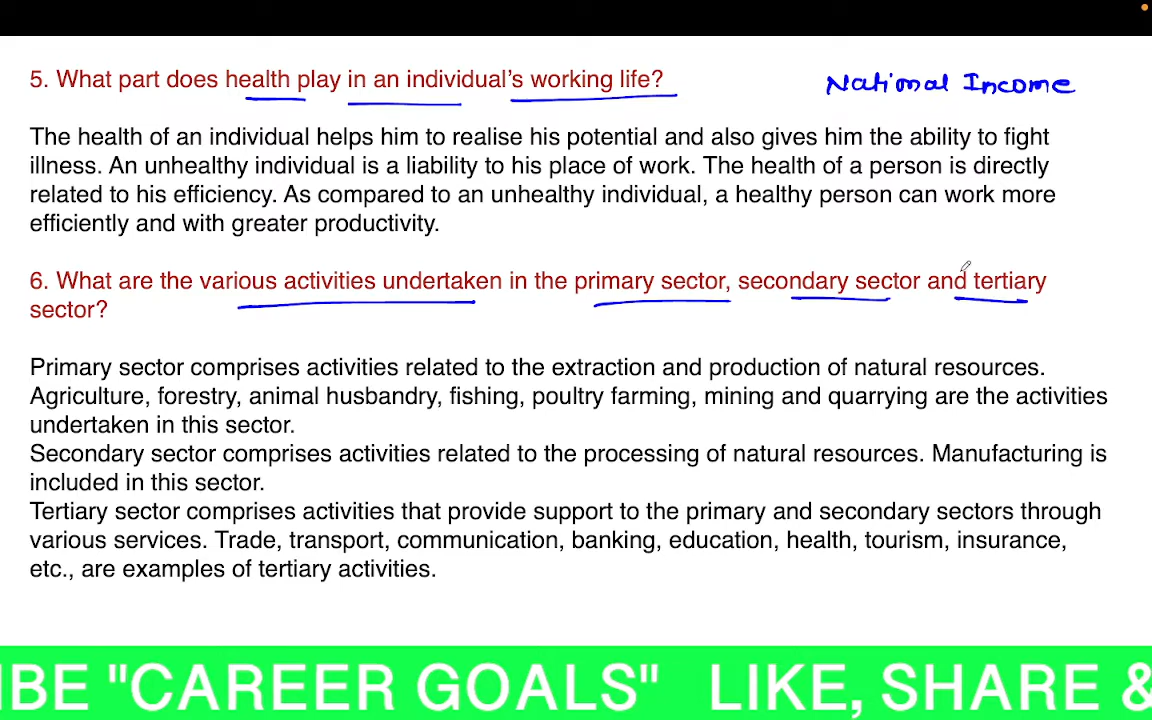 5. What part does health play in an individual's working life?
National Income
The health of an individual helps him to realise his potential and also gives him the ability to fight
illness. An unhealthy individual is a liability to his place of work. The health of a person is directly
related to his efficiency. As compared to an unhealthy individual, a healthy person can work more
efficiently and with greater productivity.
6. What are the various activities undertaken in the primary sector, secondary sector and tertiary
sector?
Primary sector comprises activities related to the extraction and production of natural resources.
Agriculture, forestry, animal husbandry, fishing, poultry farming, mining and quarrying are the activities
undertaken in this sector.
Secondary sector comprises activities related to the processing of natural resources. Manufacturing is
included in this sector.
Tertiary sector comprises activities that provide support to the primary and secondary sectors through
various services. Trade, transport, communication, banking, education, health, tourism, insurance,
etc., are examples of tertiary activities.
IBE "CAREER GOALS" LIKE, SHARE &